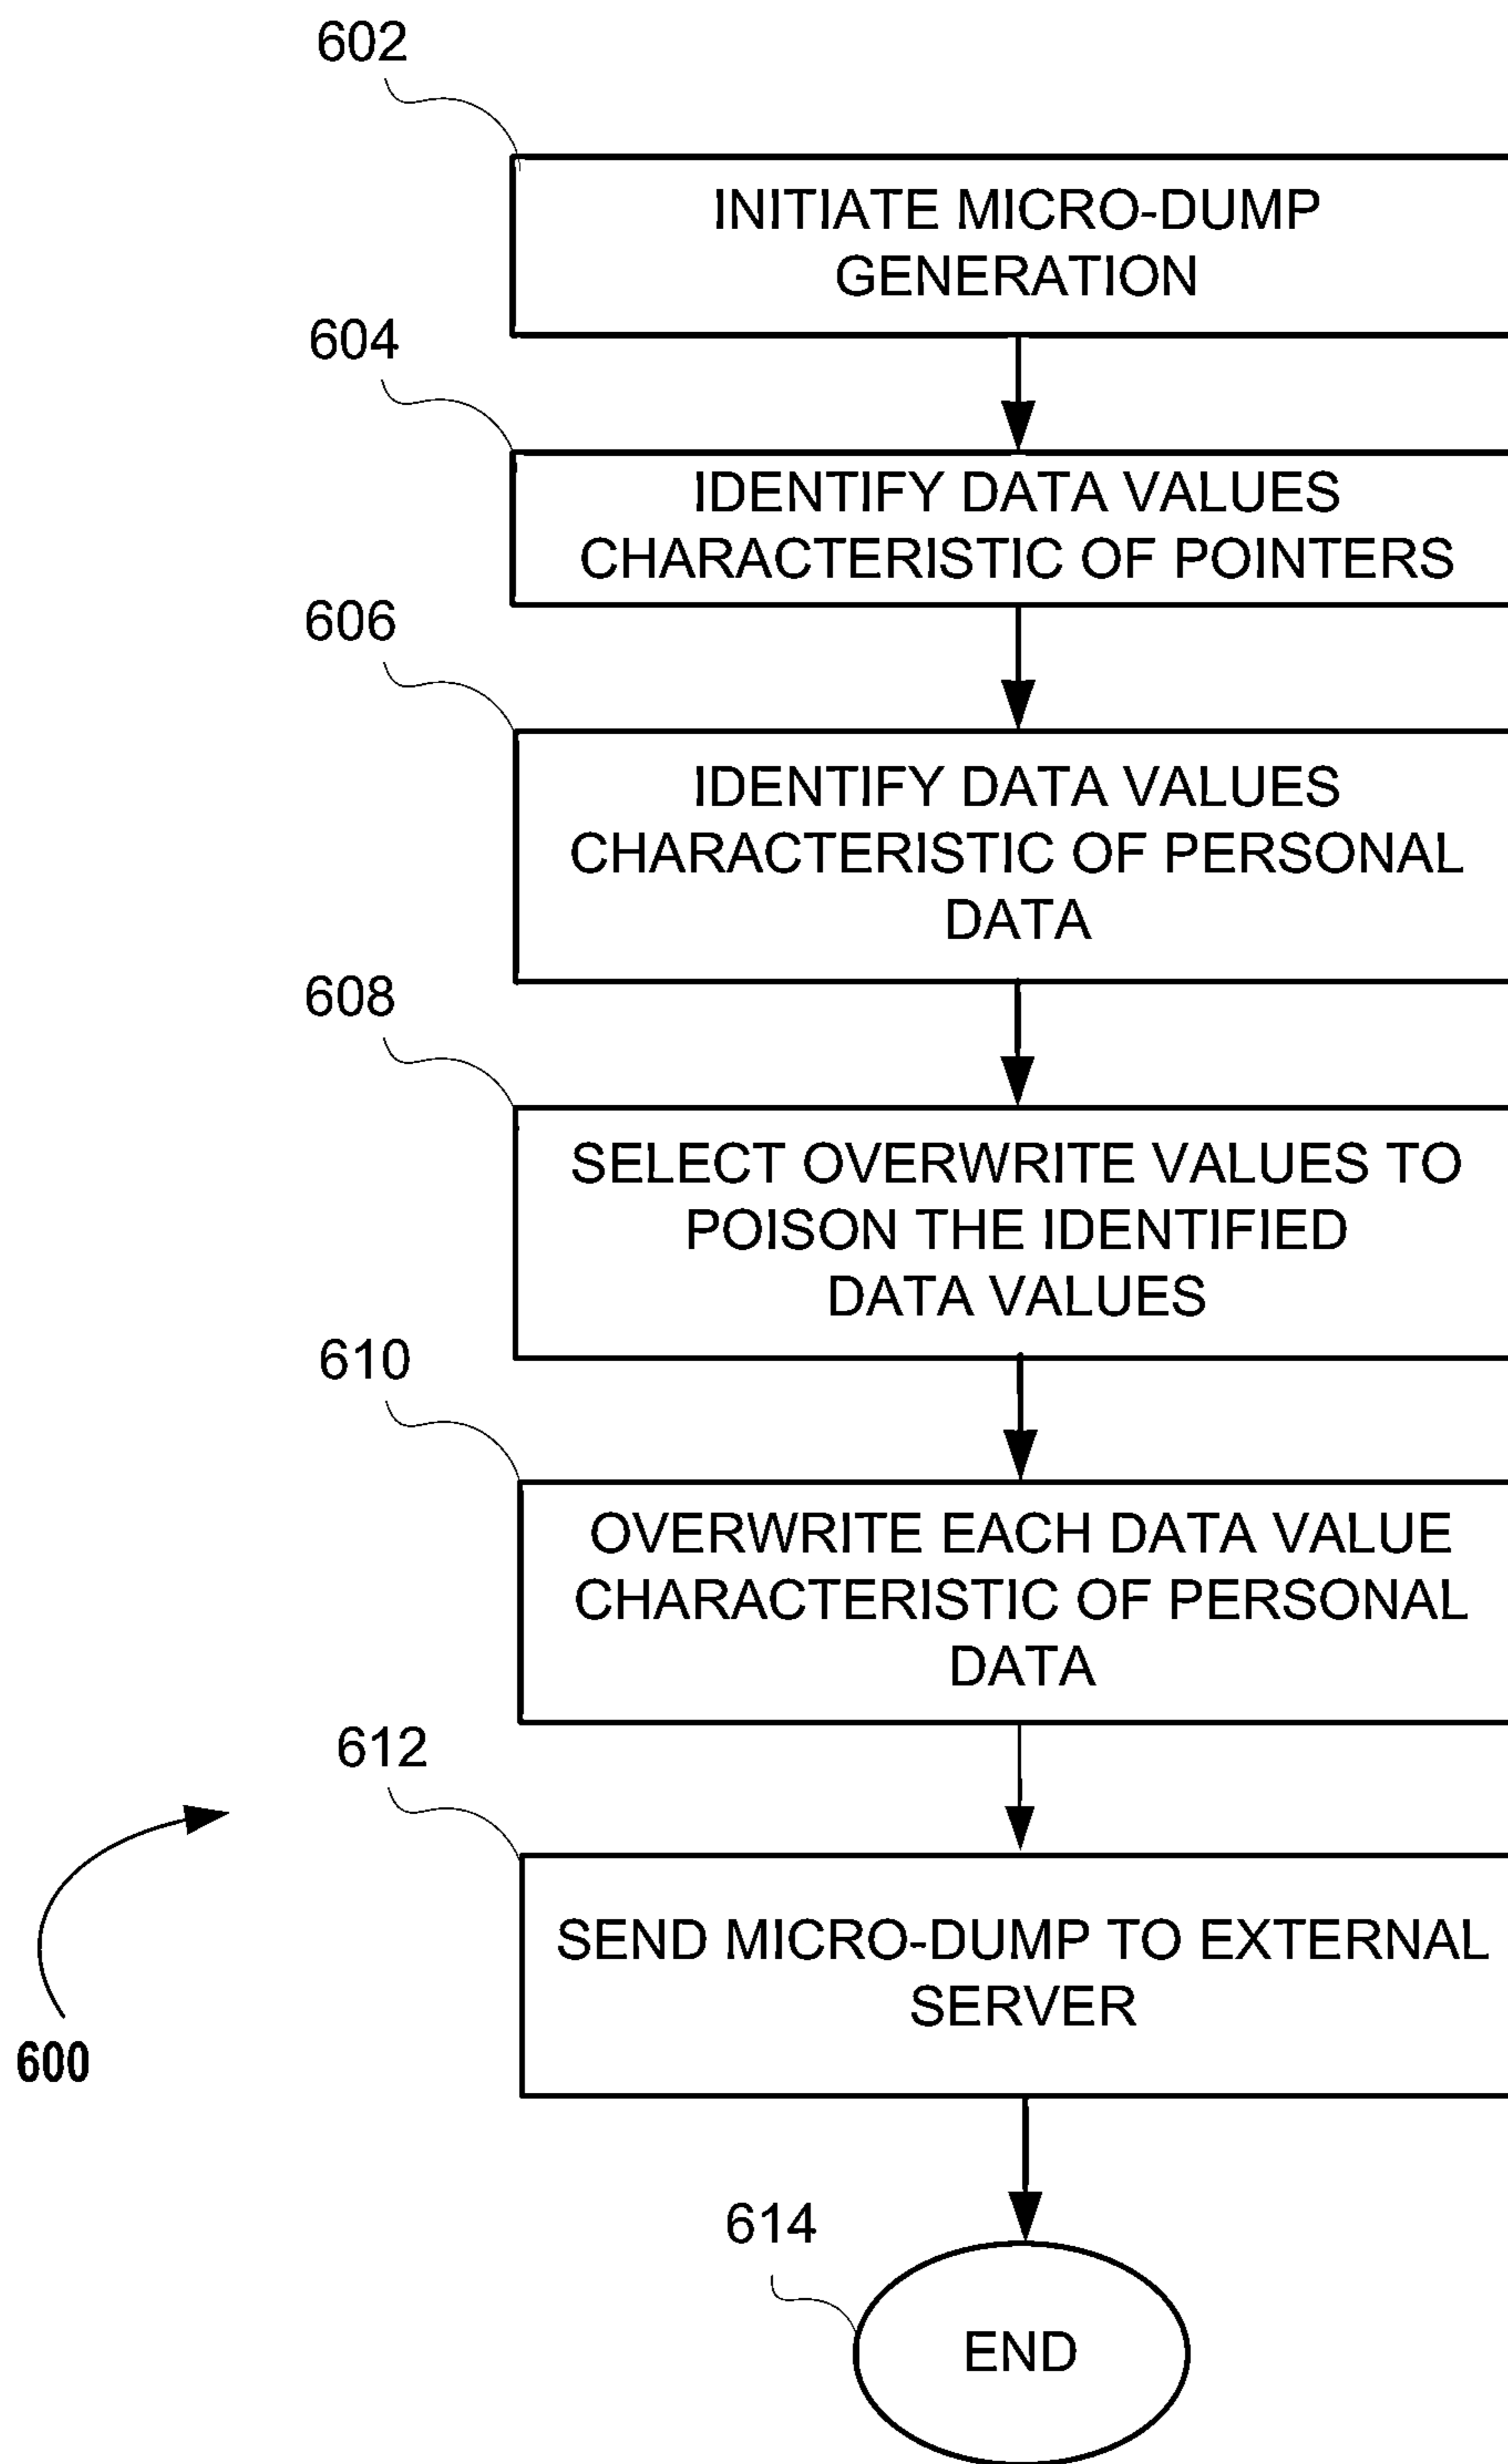 602
INITIATE MICRO-DUMP
GENERATION
604
IDENTIFY DATA VALUES
CHARACTERISTIC OF POINTERS
606
IDENTIFY DATA VALUES
CHARACTERISTIC OF PERSONAL
DATA
608
SELECT OVERWRITE VALUES TO
POISON THE IDENTIFIED
DATA VALUES
610
OVERWRITE EACH DATA VALUE
CHARACTERISTIC OF PERSONAL
DATA
612
SEND MICRO-DUMP TO EXTERNAL
SERVER
600
614
END